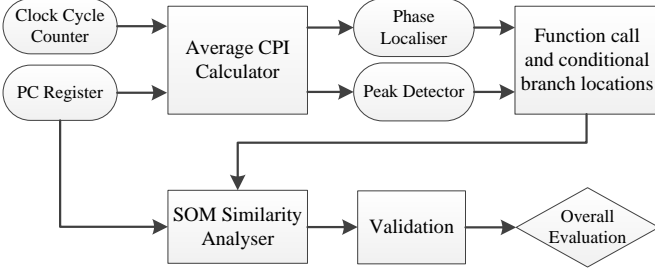 Clock Cycle
Counter
Average CPI
Calculator
Phase
Localiser
Function call
and conditional
branch locations
PC Register
Peak Detector
SOM Similarity
Analyser
Validation
Overall
Evaluation